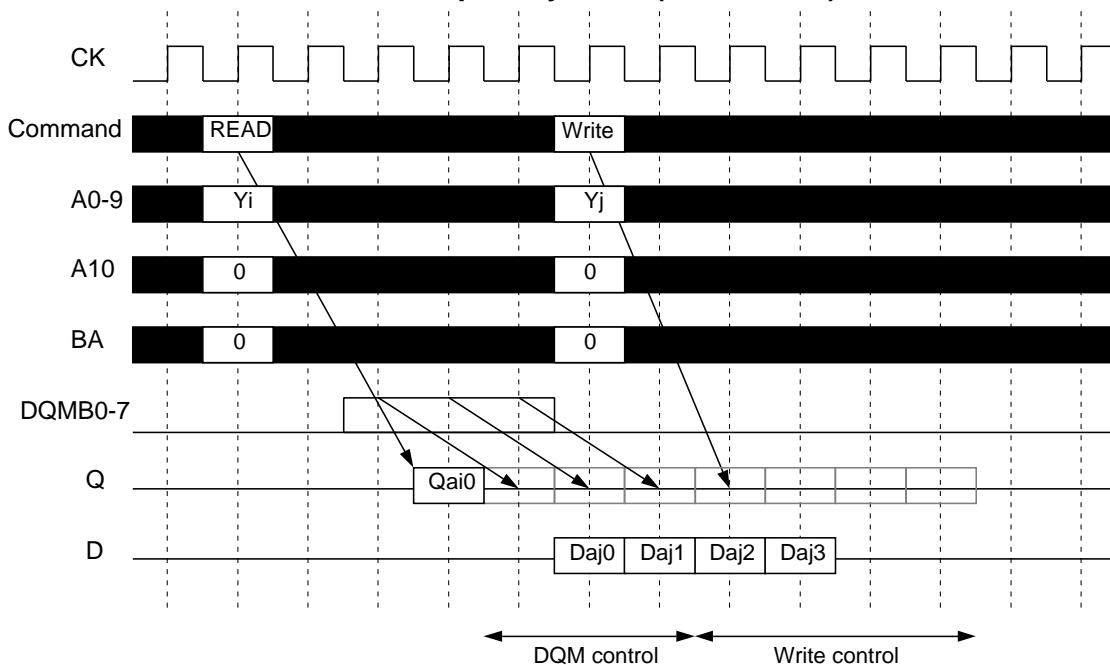 CK
Command READ Write
A0-9 Yi Yj
A10 0 0
BA 0 0
DQMB0-7
Q Qai0
D Daj0 Daj1 Daj2 Daj3
DQM control Write control